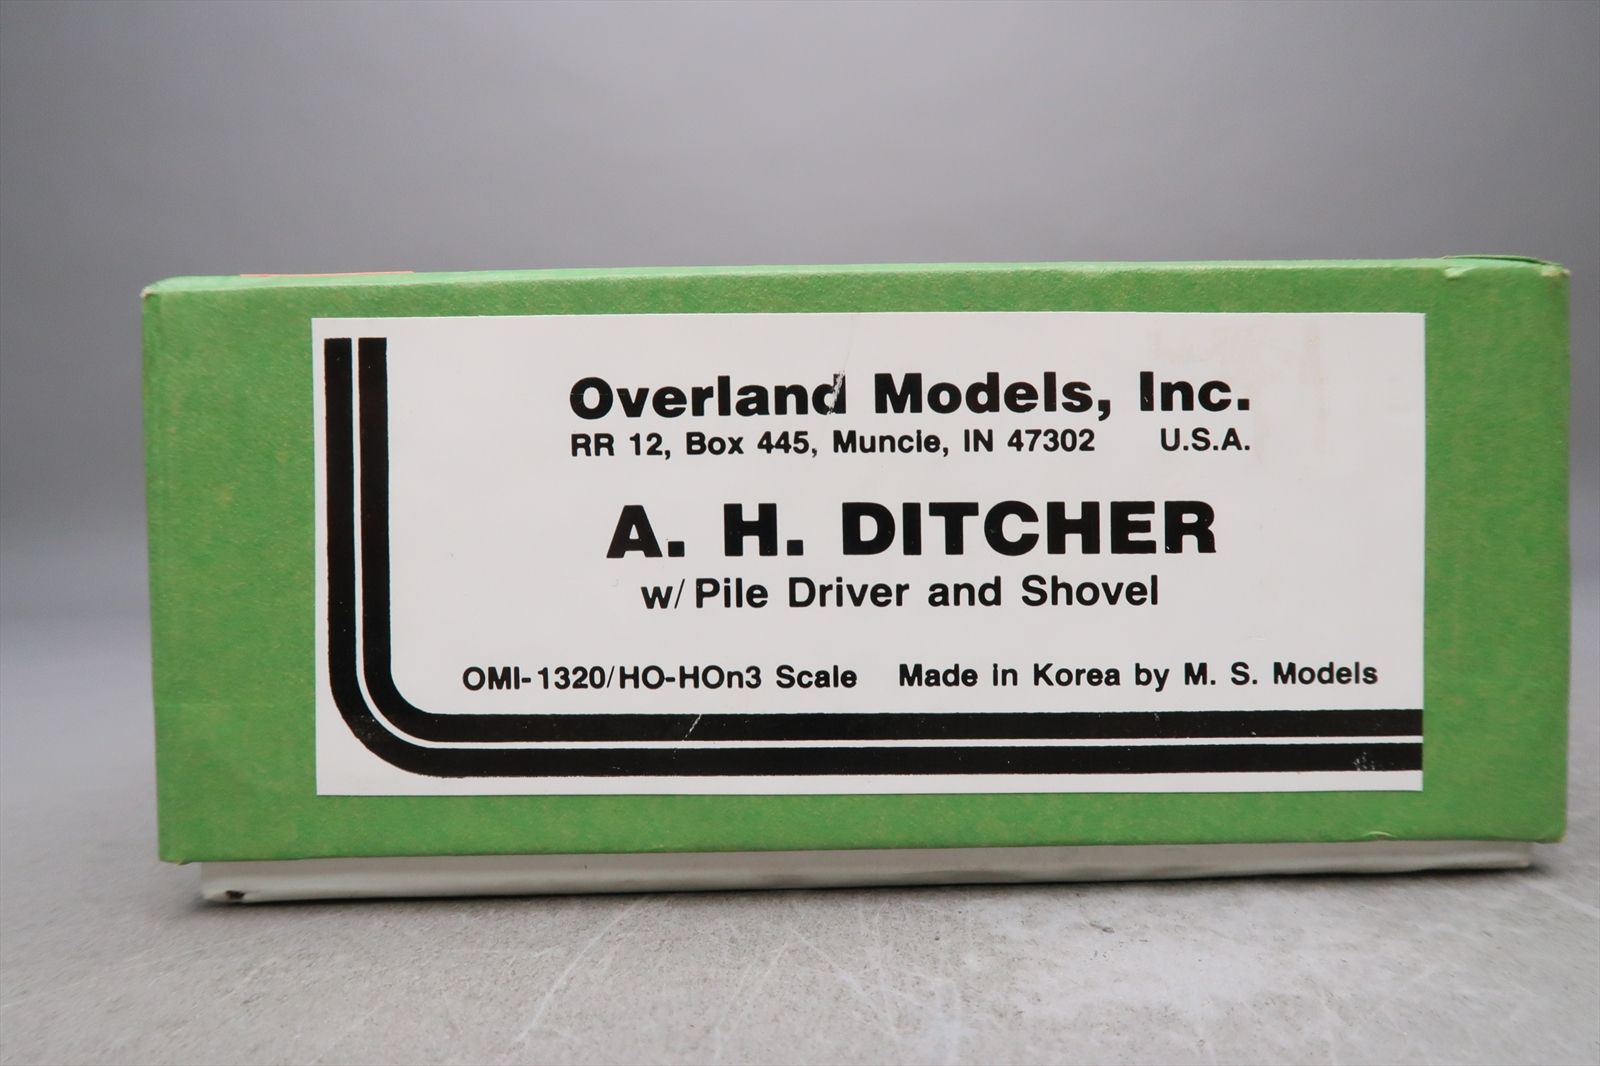 Overland Models, Inc.
RR 12, Box 445, Muncie, IN 47302 U.S.A.
A. H. DITCHER
w/ Pile Driver and Shovel
OMI-1320/HO-HOn3 Scale Made in Korea by M. S. Models